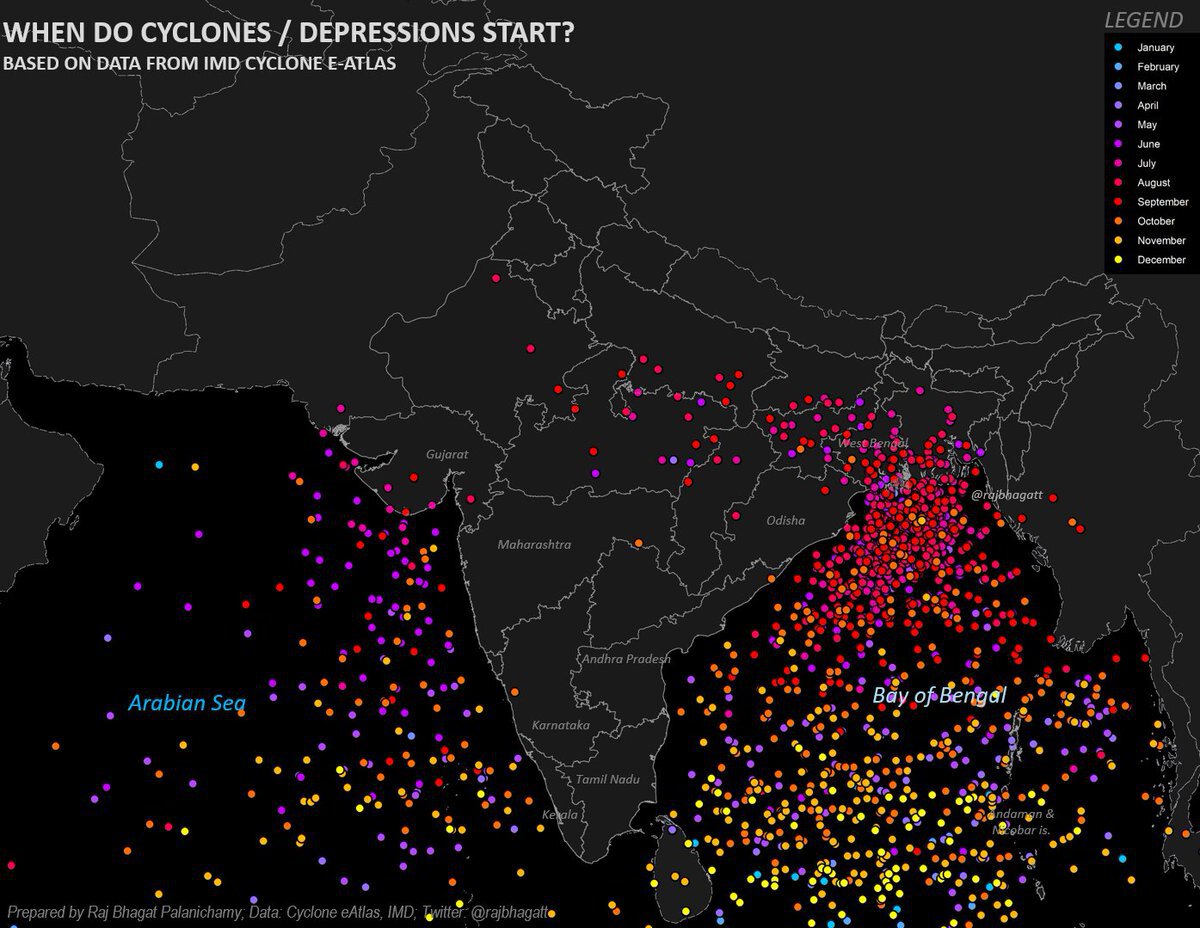 WHEN DO CYCLONES / DEPRESSIONS START?
BASED ON DATA FROM IMD CYCLONE E-ATLAS
LEGEND
January
February
March
April
May
June
July
August
September
October
November
December
West Bengal
Gujarat
@rajbhagatt
Odisha
Maharashtra
Andhra Pradesh
Arabian Sea
Bay of Bengal
Karnataka
Tamil Nadu
Kerala
Andaman &
Nicobar is.
Prepared by Raj Bhagat Palanichamy; Data: Cyclone eAtlas, IMD; Twitter: @rajbhagatt